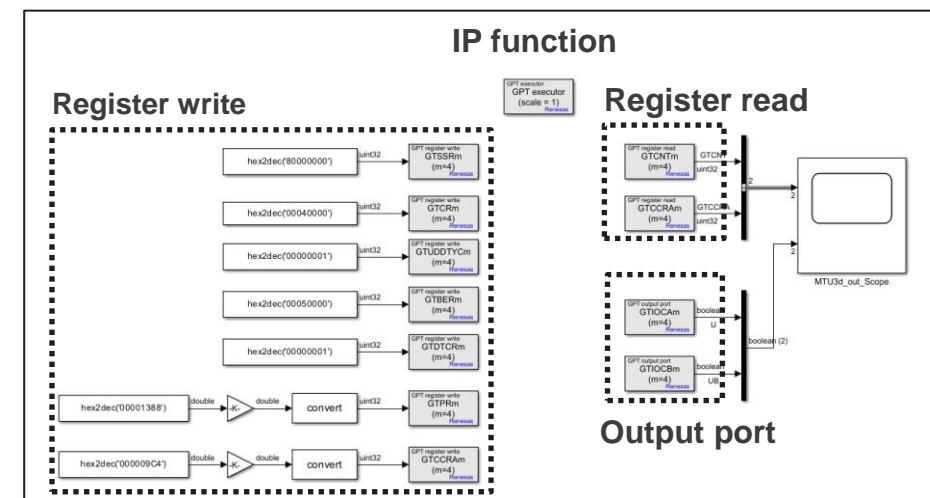 IP function
GPT executor
GPT executor
(scale = 1)
Renesas
Register write
hex2dec('80000000')
uint32
GPT register write
GTSSRm
(m=4)
Renesas
hex2dec('00040000')
uint32
GPT register write
GTCRm
(m=4)
Renesas
hex2dec('00000001')
uint32
GPT register write
GTUDDTYCm
(m=4)
Renesas
hex2dec('00050000')
uint32
GPT register write
GTBERm
(m=4)
Renesas
hex2dec('00000001')
uint32
GPT register write
GTDTCRm
(m=4)
Renesas
hex2dec('00001388')
double
-K-
double
convert
uint32
GPT register write
GTPRm
(m=4)
Renesas
hex2dec('000009C4')
double
-K-
double
convert
uint32
GPT register write
GTCCRAm
(m=4)
Renesas
Register read
GPT register read
GTCNTm
(m=4)
Renesas
GTCNT
uint32
GPT register read
GTCCRAm
(m=4)
Renesas
GTCCRA
uint32
2
2
2
MTU3d_out_Scope
GPT output port
GTIOCAm
(m=4)
Renesas
boolean
U
GPT output port
GTIOCBm
(m=4)
Renesas
boolean
UB
boolean (2)
Output port